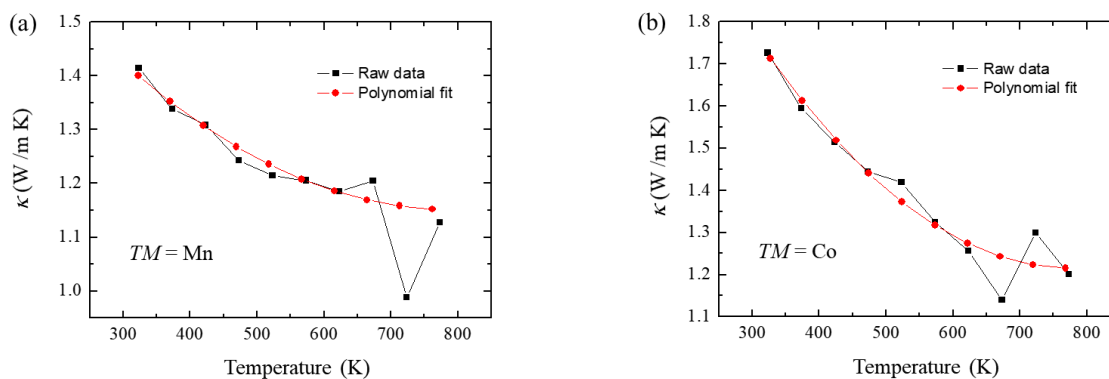 (a)
1.5
1.4
1.3
1.2
1.1
1.0
κ (W /m K)
Raw data
Polynomial fit
TM = Mn
300 400 500 600 700 800
Temperature (K)
(b)
1.8
1.7
1.6
1.5
1.4
1.3
1.2
1.1
κ (W /m K)
Raw data
Polynomial fit
TM = Co
300 400 500 600 700 800
Temperature (K)